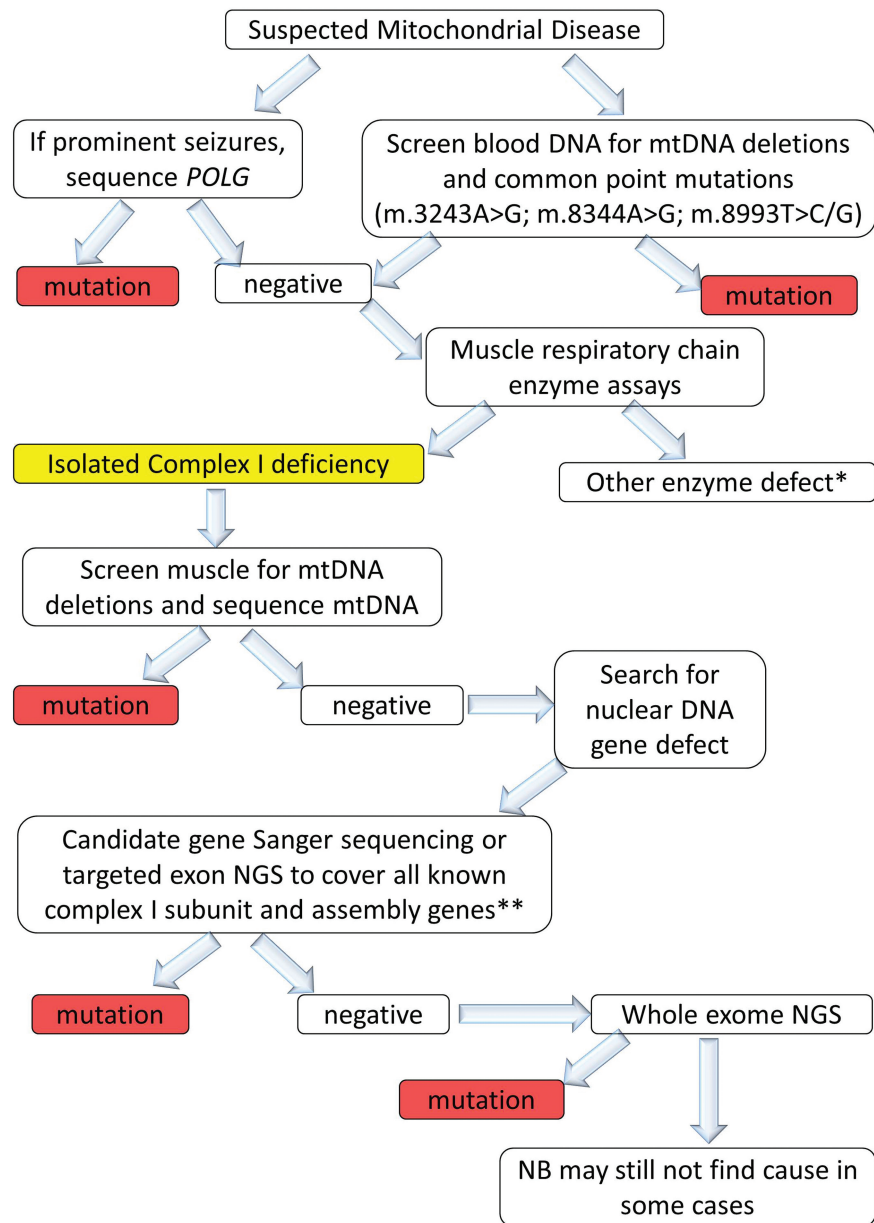 Suspected Mitochondrial Disease
If prominent seizures,
sequence POLG
Screen blood DNA for mtDNA deletions
and common point mutations
(m.3243A>G; m.8344A>G; m.8993T>C/G)
mutation
negative
mutation
Muscle respiratory chain
enzyme assays
Isolated Complex I deficiency
Other enzyme defect*
Screen muscle for mtDNA
deletions and sequence mtDNA
mutation
negative
Search for
nuclear DNA
gene defect
Candidate gene Sanger sequencing or
targeted exon NGS to cover all known
complex I subunit and assembly genes**
mutation
negative
Whole exome NGS
mutation
NB may still not find cause in
some cases